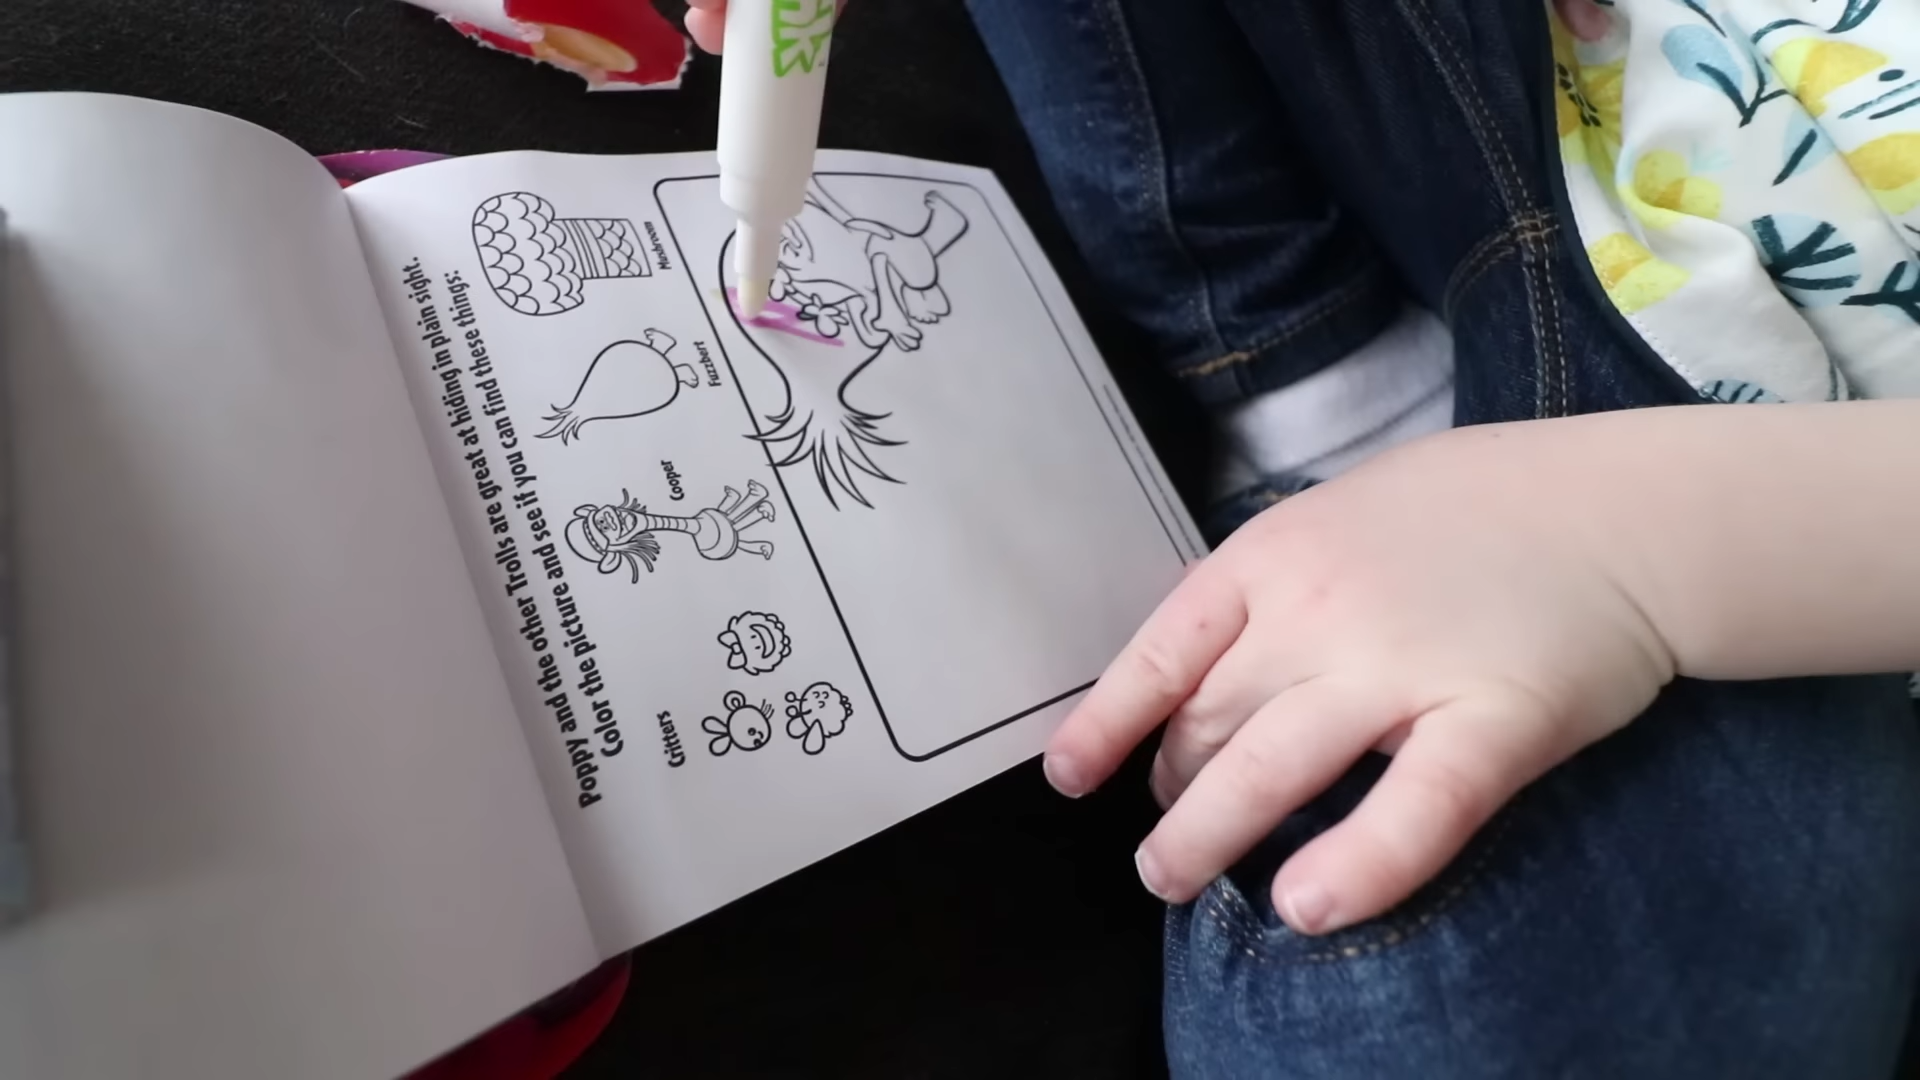 Poppy and the other Trolls are great at hiding in plain sight.
Color the picture and see if you can find these things:
Critters
Cooper
Fuzzbert
Mushroom